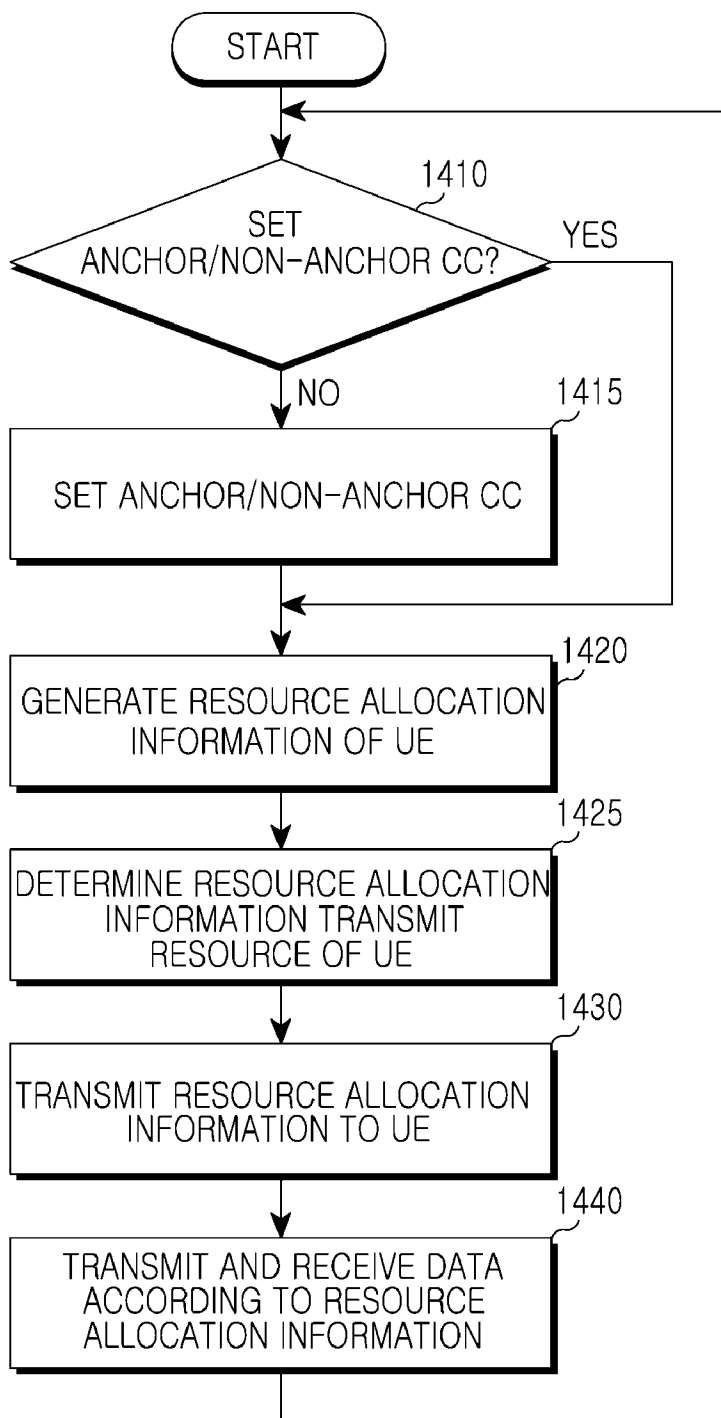 START
1410
SET
ANCHOR/NON-ANCHOR CC?
YES
NO
1415
SET ANCHOR/NON-ANCHOR CC
1420
GENERATE RESOURCE ALLOCATION
INFORMATION OF UE
1425
DETERMINE RESOURCE ALLOCATION
INFORMATION TRANSMIT
RESOURCE OF UE
1430
TRANSMIT RESOURCE ALLOCATION
INFORMATION TO UE
1440
TRANSMIT AND RECEIVE DATA
ACCORDING TO RESOURCE
ALLOCATION INFORMATION